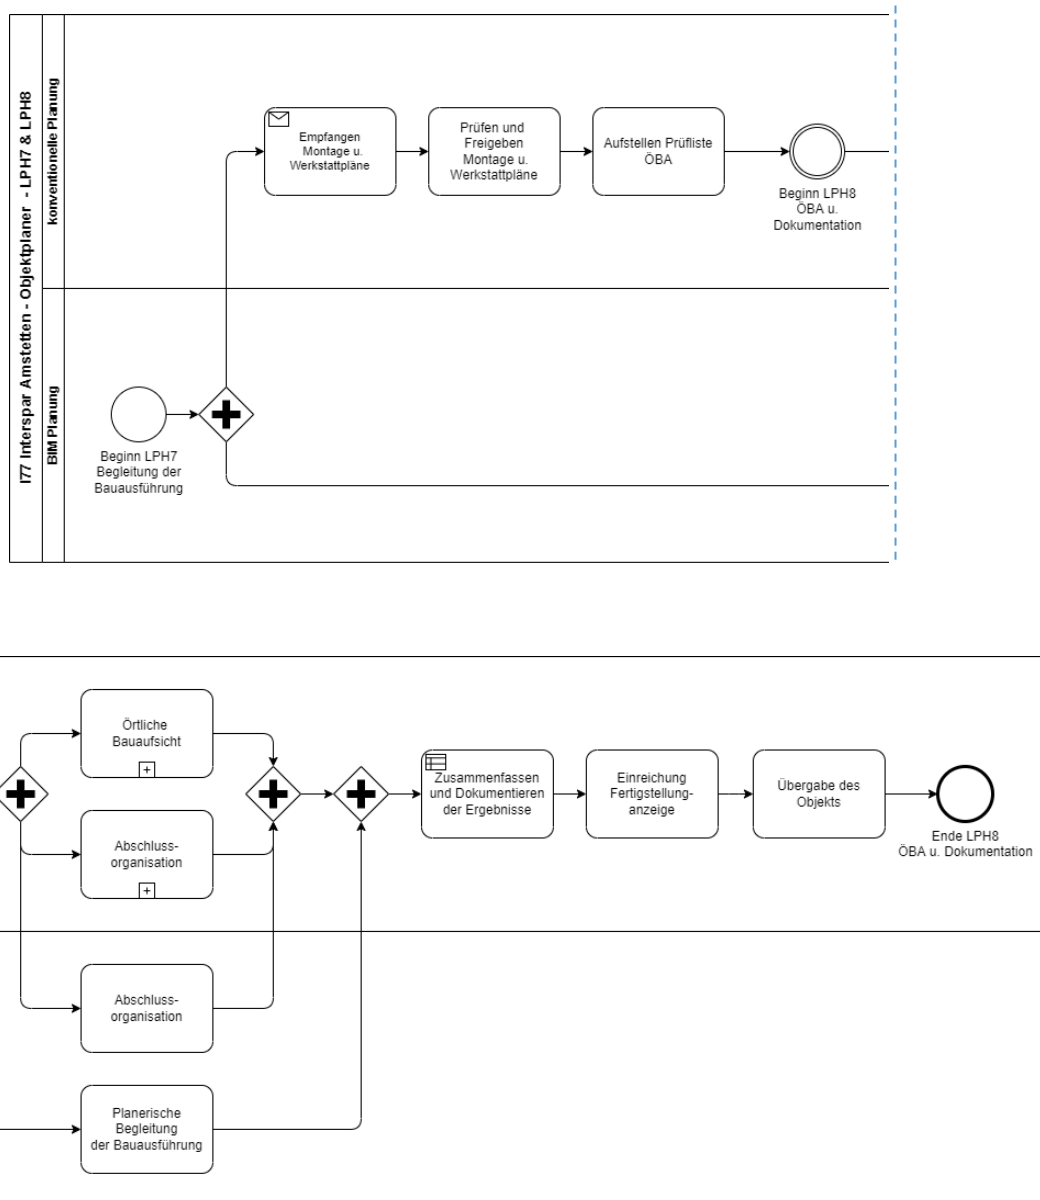 I77 Interspar Amstetten - Objektplaner - LPH7 & LPH8
konventionelle Planung
Empfangen
Montage u.
Werkstattpläne
Prüfen und
Freigeben
Montage u.
Werkstattpläne
Aufstellen Prüfliste
ÖBA
Beginn LPH8
ÖBA u.
Dokumentation
BIM Planung
Beginn LPH7
Begleitung der
Bauausführung
Örtliche
Bauaufsicht
Abschluss-
organisation
Zusammenfassen
und Dokumentieren
der Ergebnisse
Einreichung
Fertigstellung-
anzeige
Übergabe des
Objekts
Ende LPH8
ÖBA u. Dokumentation
Abschluss-
organisation
Planerische
Begleitung
der Bauausführung